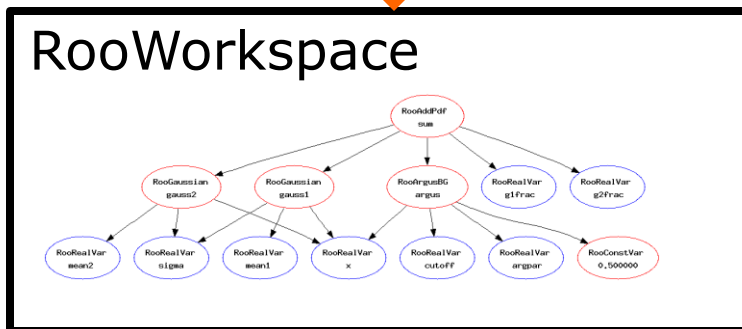 RooWorkspace
RooAddPdf
sum
RooGaussian
gauss2
RooGaussian
gauss1
RooArgusBG
argus
RooRealVar
g1frac
RooRealVar
g2frac
RooRealVar
mean2
RooRealVar
sigma
RooRealVar
mean1
RooRealVar
x
RooRealVar
cutoff
RooRealVar
argpar
RooConstVar
0,500000